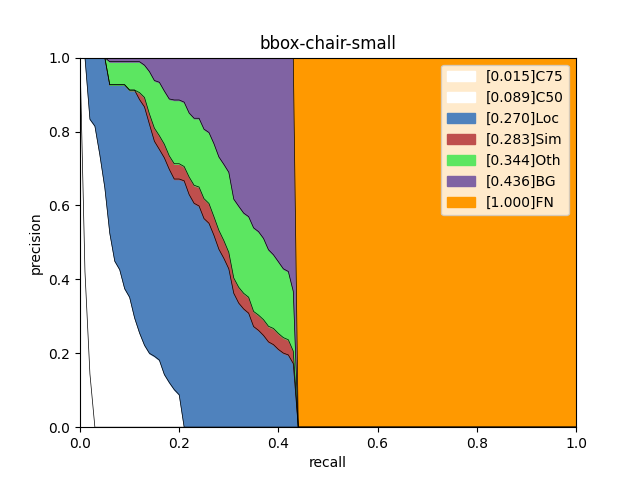 bbox-chair-small
1.0
0.8
0.6
0.4
0.2
0.0
precision
[0.015]C75
[0.089]C50
[0.270]Loc
[0.283]Sim
[0.344]Oth
[0.436]BG
[1.000]FN
0.0 0.2 0.4 0.6 0.8 1.0
recall